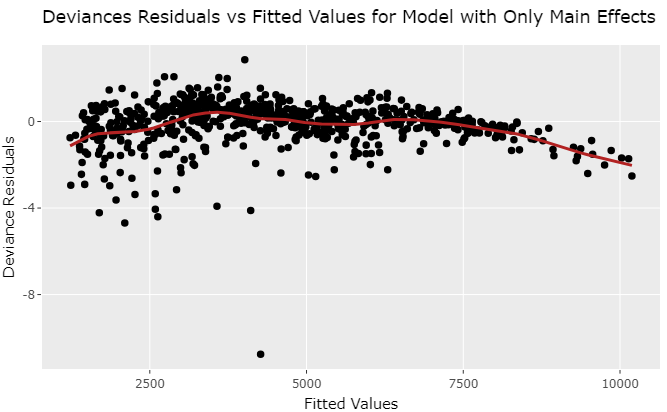 Deviances Residuals vs Fitted Values for Model with Only Main Effects
0
-4
-8
Deviance Residuals
2500 5000 7500 10000
Fitted Values